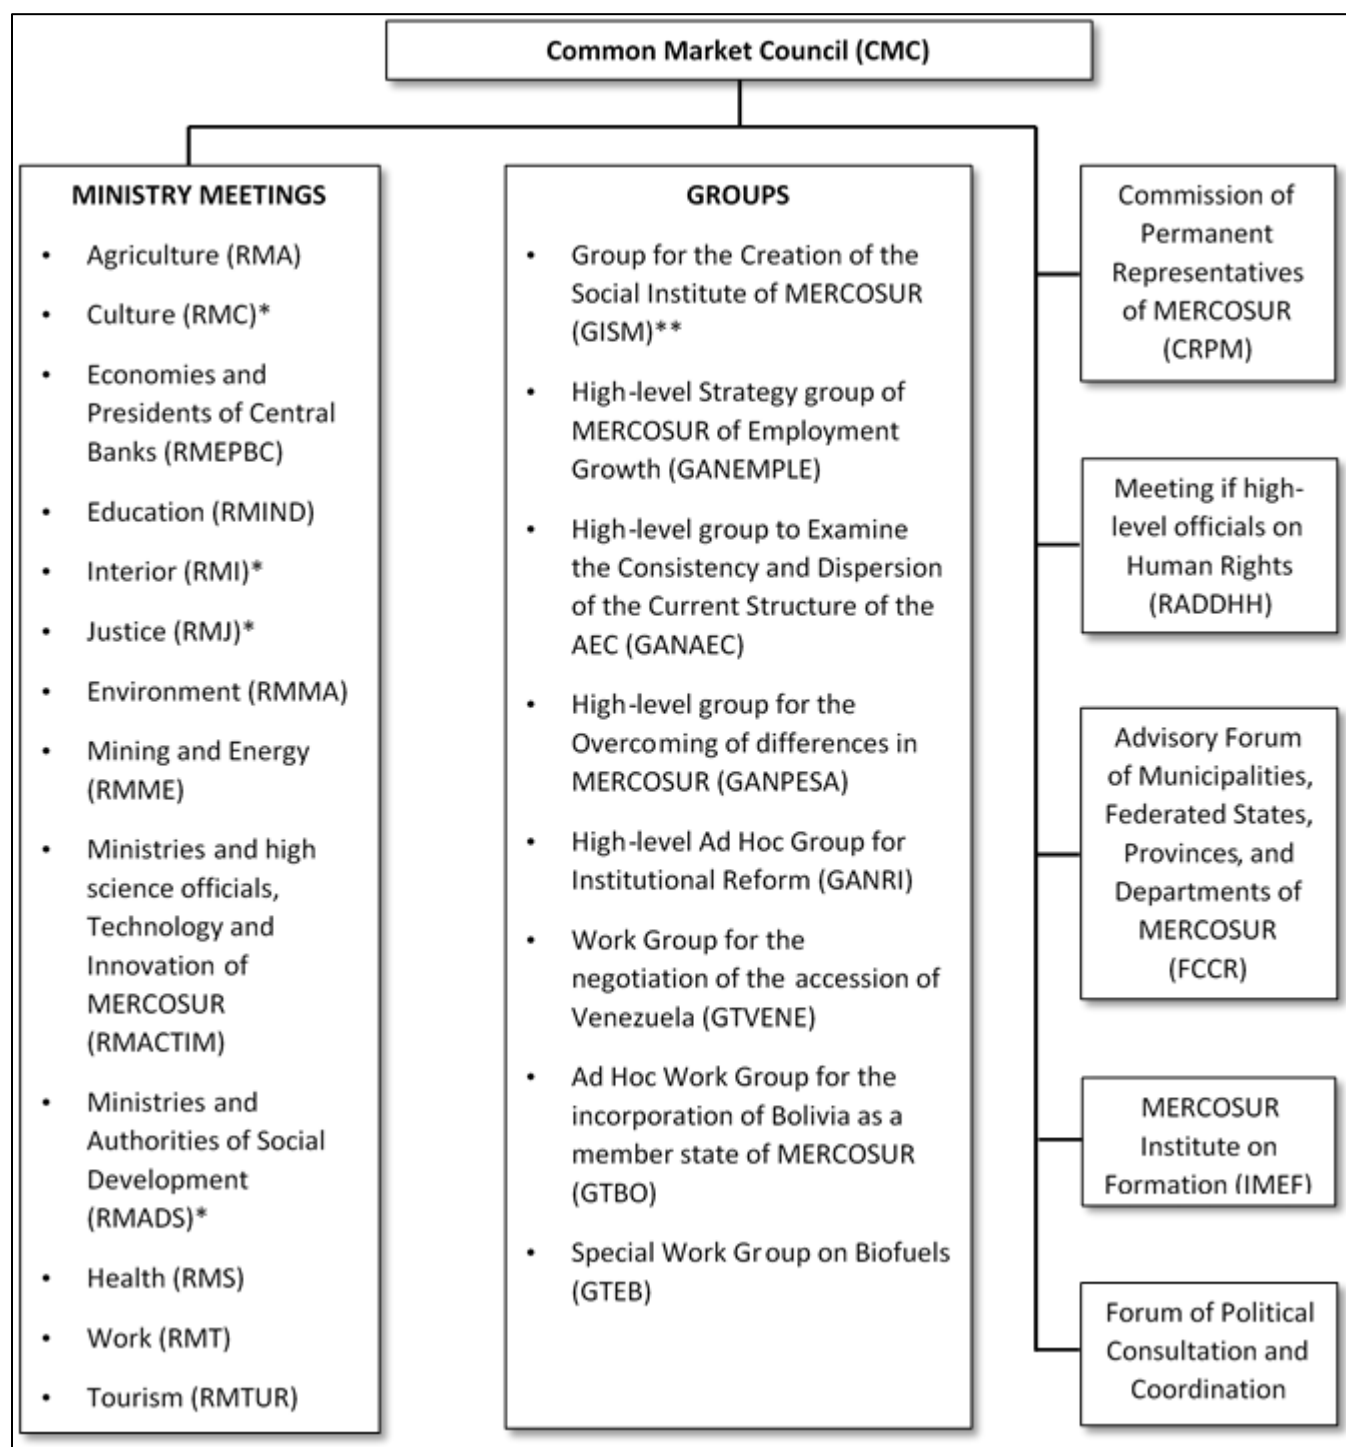 Common Market Council (CMC)
MINISTRY MEETINGS
• Agriculture (RMA)
• Culture (RMC)*
• Economies and
Presidents of Central
Banks (RMEPBC)
• Education (RMIND)
• Interior (RMI)*
• Justice (RMJ)*
• Environment (RMMA)
• Mining and Energy
(RMME)
• Ministries and high
science officials,
Technology and
Innovation of
MERCOSUR
(RMACTIM)
• Ministries and
Authorities of Social
Development
(RMADS)*
• Health (RMS)
• Work (RMT)
• Tourism (RMTUR)
GROUPS
• Group for the Creation of the
Social Institute of MERCOSUR
(GISM)**
• High-level Strategy group of
MERCOSUR of Employment
Growth (GANEMPLE)
• High-level group to Examine
the Consistency and Dispersion
of the Current Structure of the
AEC (GANAEC)
• High-level group for the
Overcoming of differences in
MERCOSUR (GANPESA)
• High-level Ad Hoc Group for
Institutional Reform (GANRI)
• Work Group for the
negotiation of the accession of
Venezuela (GTVENE)
• Ad Hoc Work Group for the
incorporation of Bolivia as a
member state of MERCOSUR
(GTBO)
• Special Work Group on Biofuels
(GTEB)
Commission of
Permanent
Representatives
of MERCOSUR
(CRPM)
Meeting if high-
level officials on
Human Rights
(RADDHH)
Advisory Forum
of Municipalities,
Federated States,
Provinces, and
Departments of
MERCOSUR
(FCCR)
MERCOSUR
Institute on
Formation (IMEF)
Forum of Political
Consultation and
Coordination